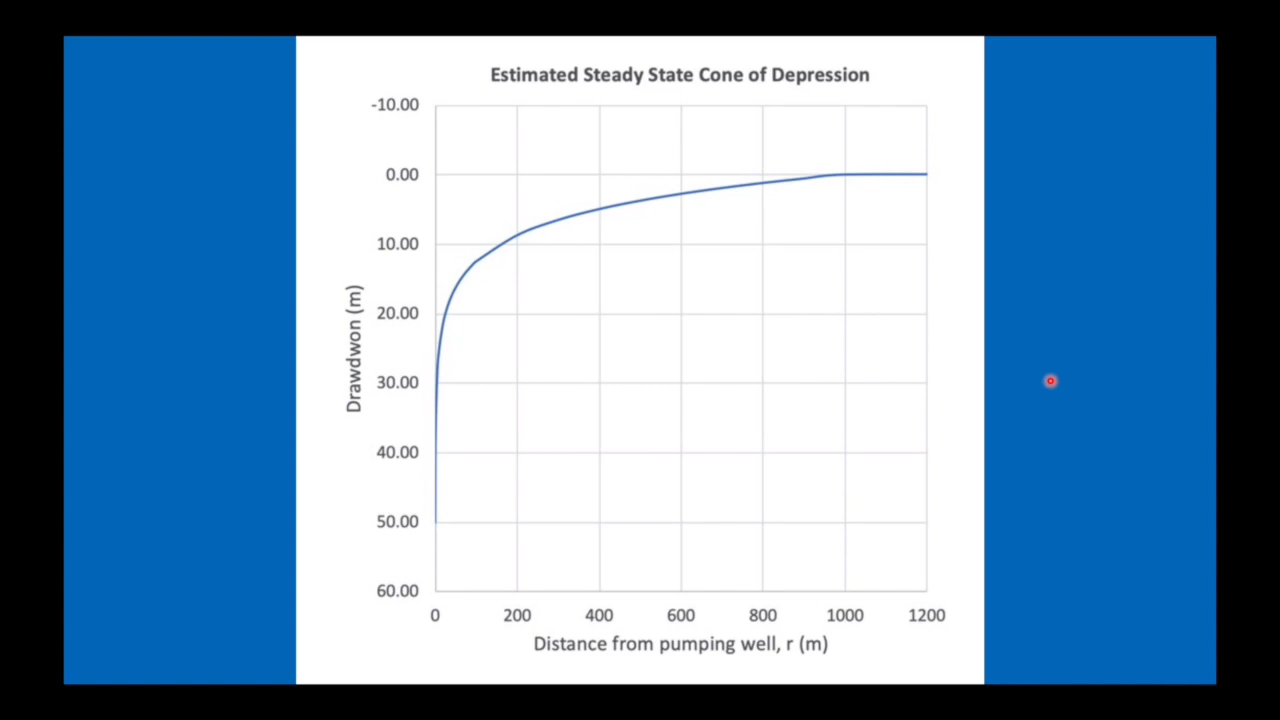 Estimated Steady State Cone of Depression
-10.00
0.00
10.00
20.00
30.00
40.00
50.00
60.00
Drawdwon (m)
0 200 400 600 800 1000 1200
Distance from pumping well, r (m)